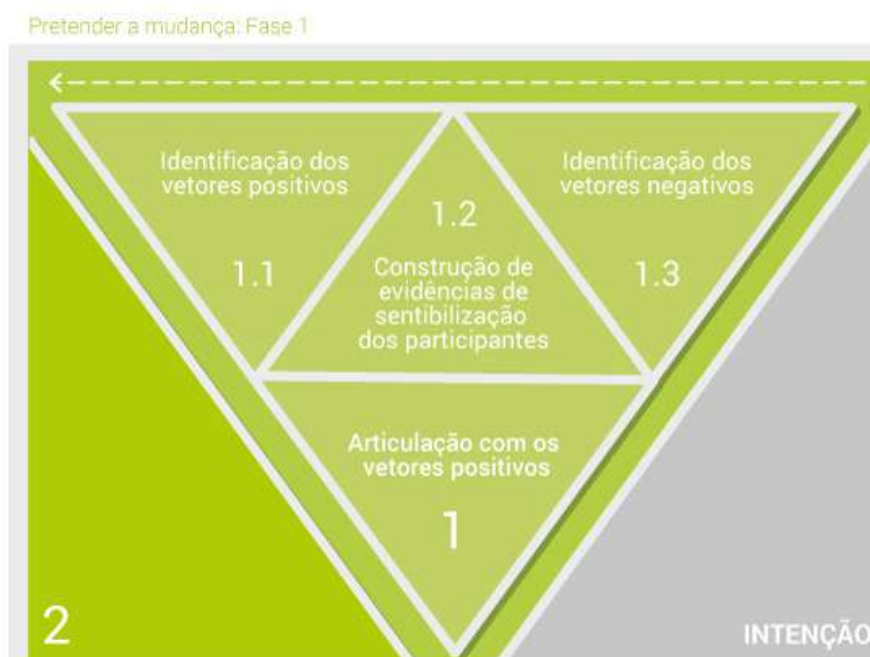 Pretender a mudança: Fase 1
Identificação dos
vetores positivos
1.1
1.2
Construção de
evidências de
sentibilização
dos participantes
Identificação dos
vetores negativos
1.3
Articulação com os
vetores positivos
1
2
INTENÇÃO